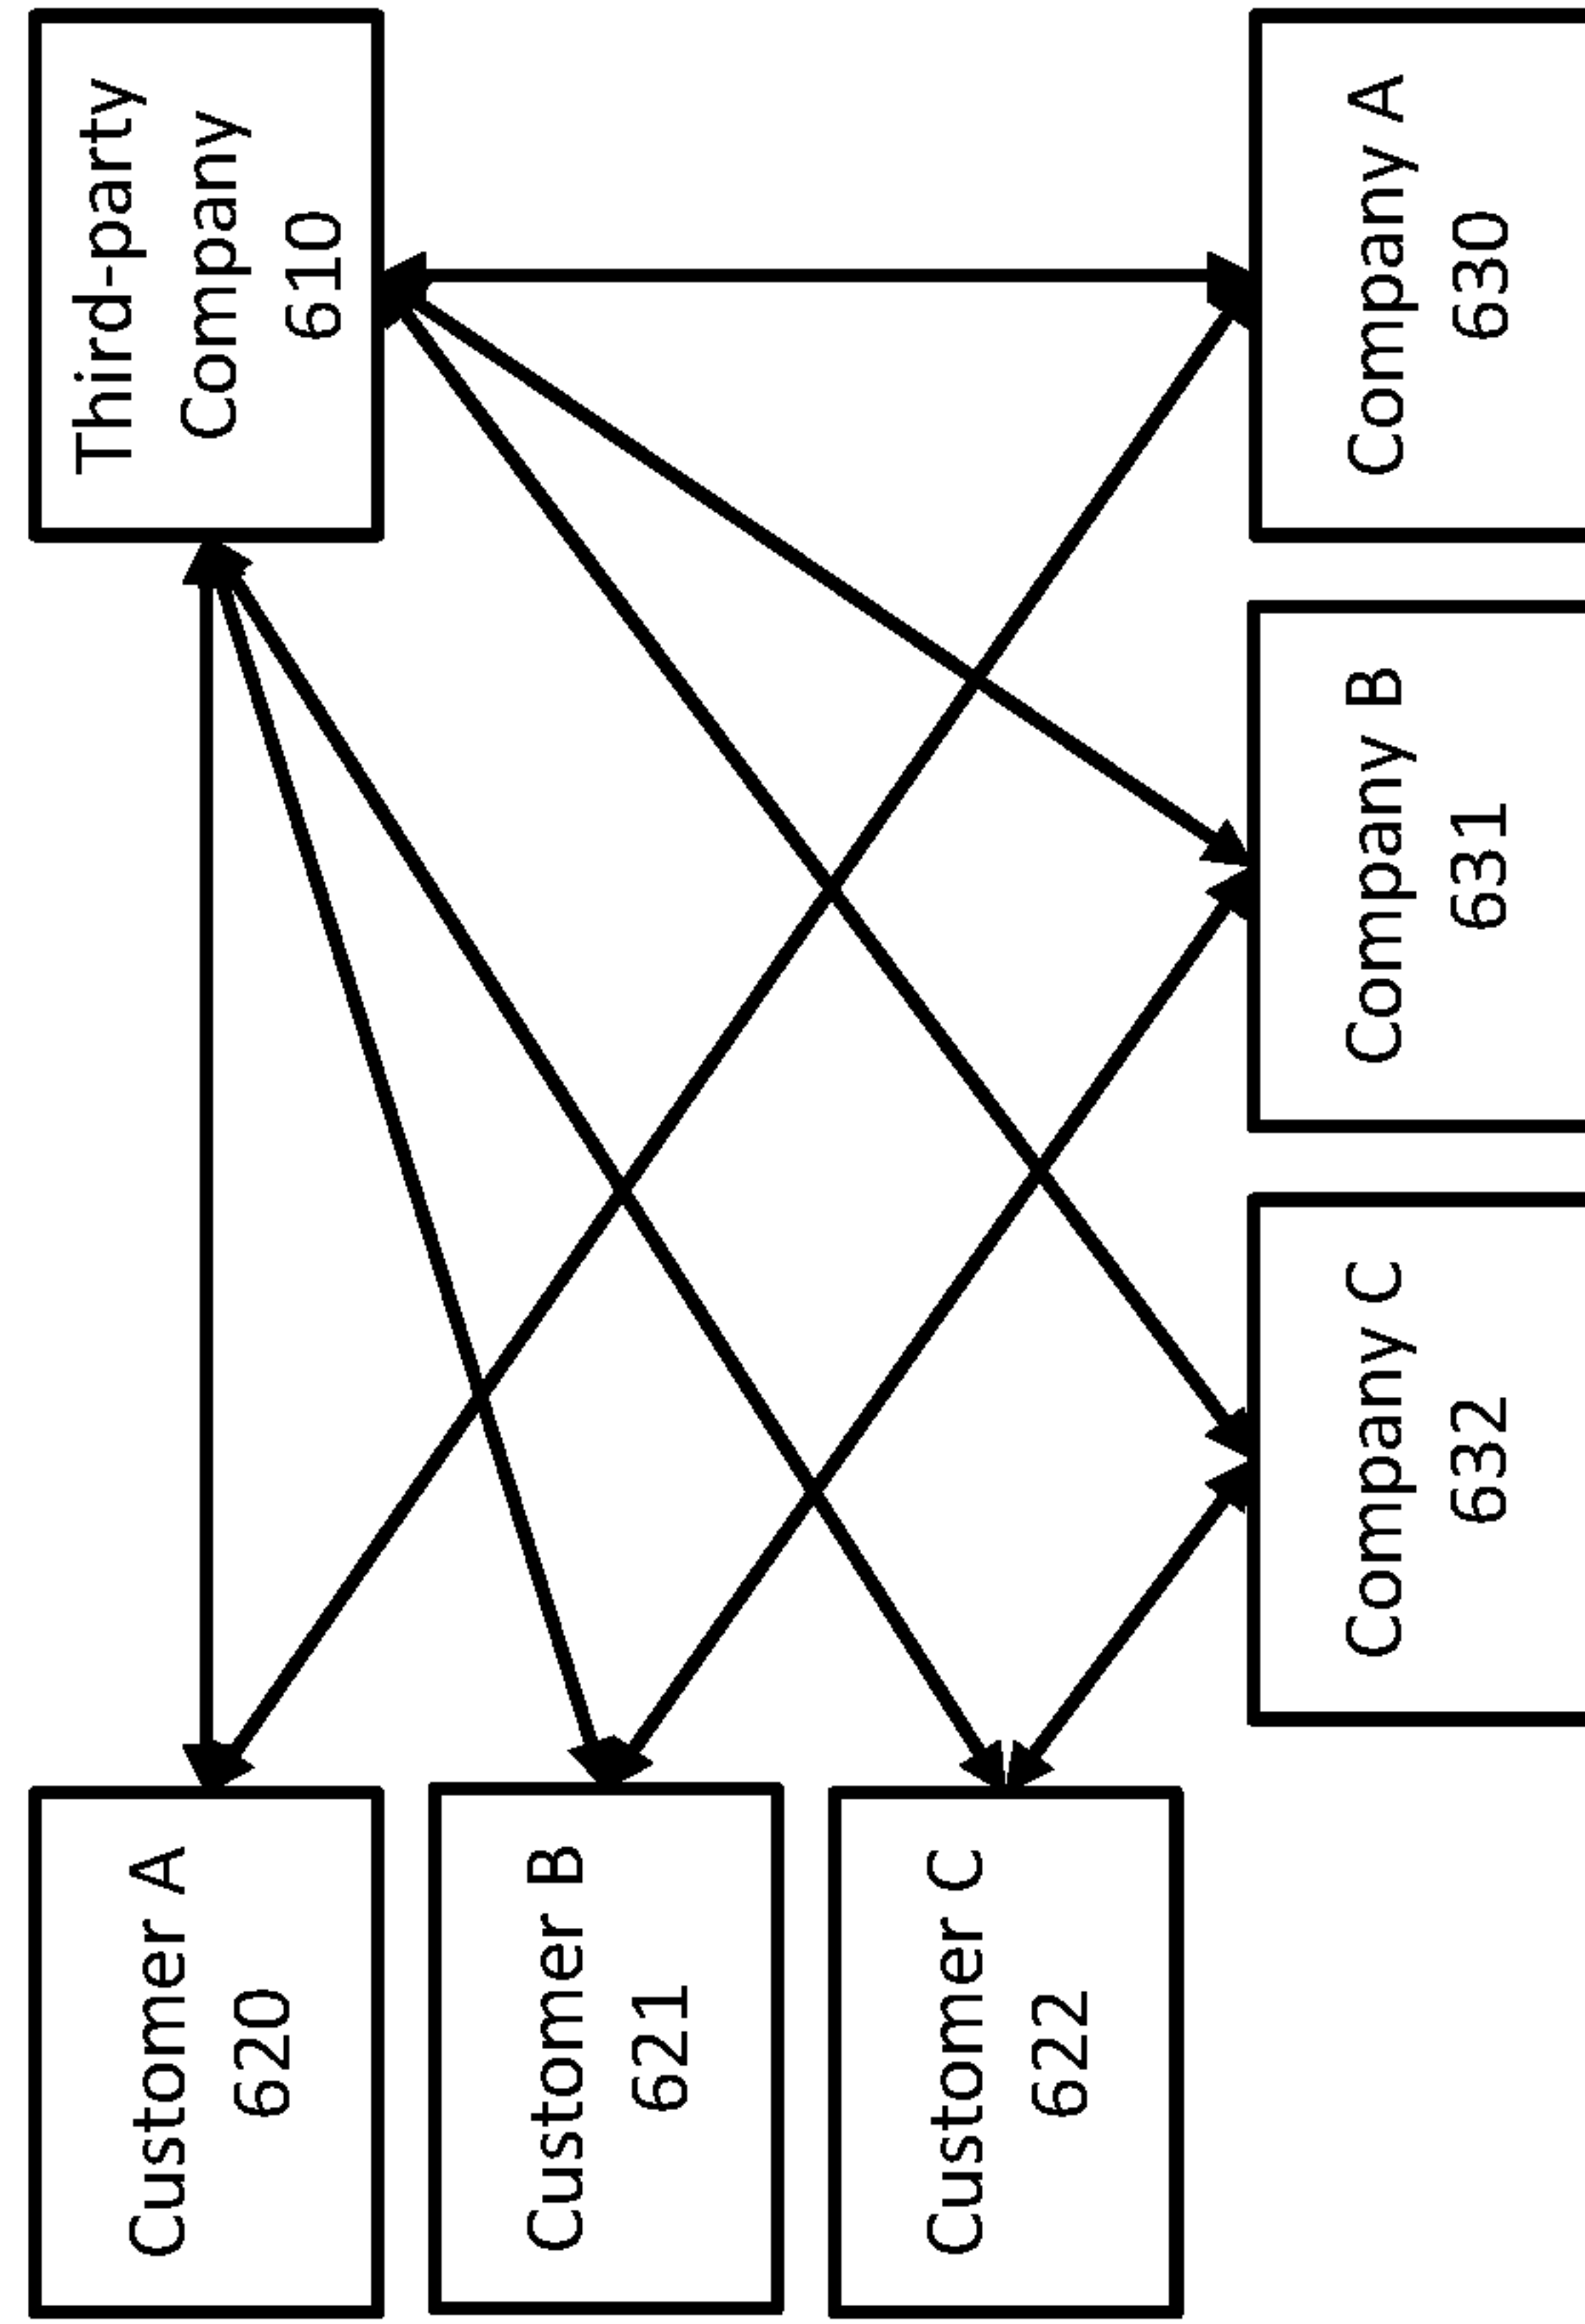 Customer A
620
Customer B
621
Customer C
622
Third-party
Company
610
Company C
632
Company B
631
Company A
630